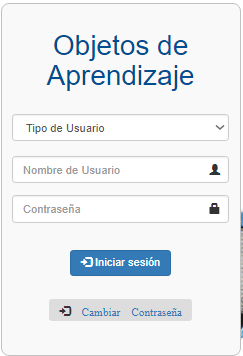 Objetos de
Aprendizaje
Tipo de Usuario
Nombre de Usuario
Contraseña
Iniciar sesión
Cambiar Contraseña